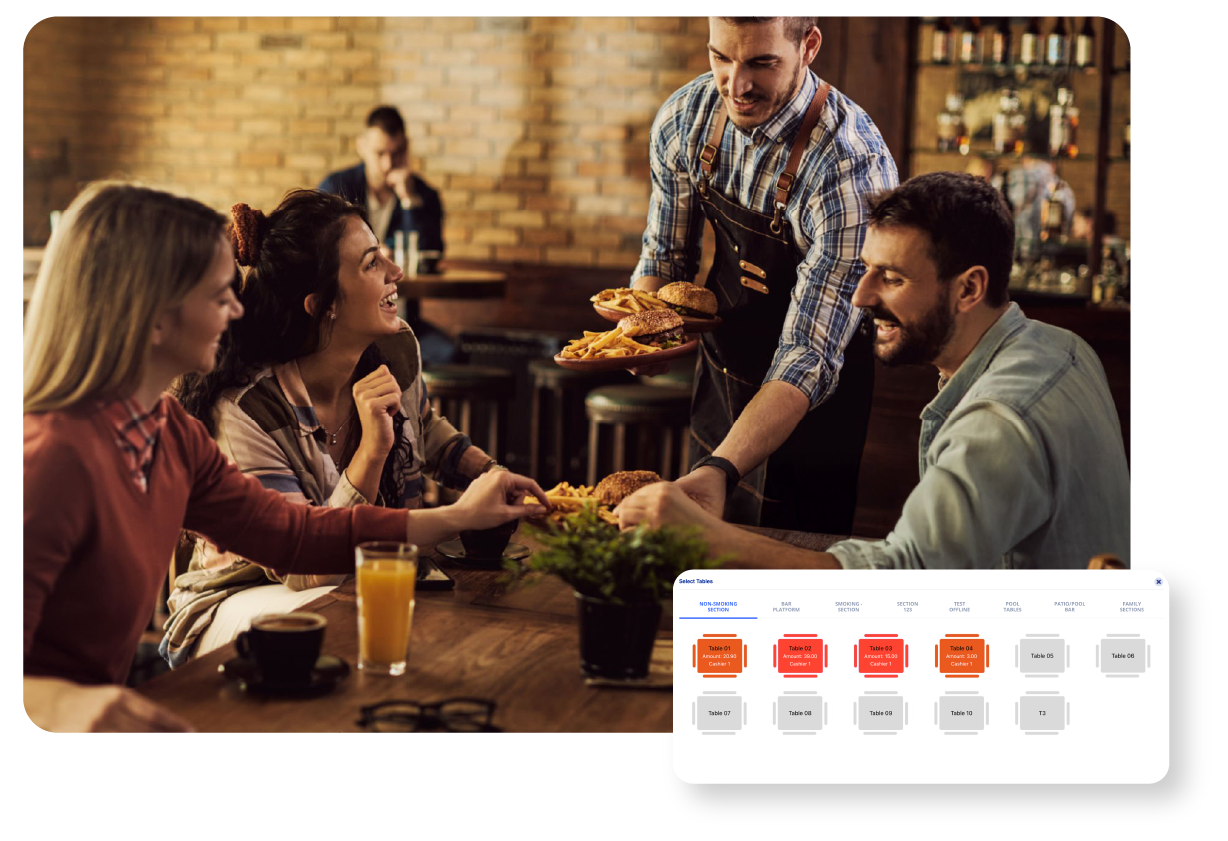 Select Tables
NON-SMOKING
SECTION
BAR
PLATFORM
SMOKING -
SECTION
SECTION
123
TEST
OFFLINE
POOL
TABLES
PATIO/POOL
BAR
FAMILY
SECTIONS
Table 01
Amount: 20.90
Cashier 1
Table 02
Amount: 39.00
Cashier 1
Table 03
Amount: 15.00
Cashier 1
Table 04
Amount: 3.00
Cashier 1
Table 05
Table 06
Table 07
Table 08
Table 09
Table 10
T3